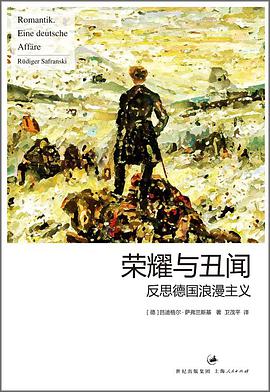 Romantik.
Eine deutsche
Affäre
Rüdiger Safranski
荣耀与丑闻
反思德国浪漫主义
[德] 吕迪格尔·萨弗兰斯基 著 卫茂平 译
世纪出版集团 上海人民出版社